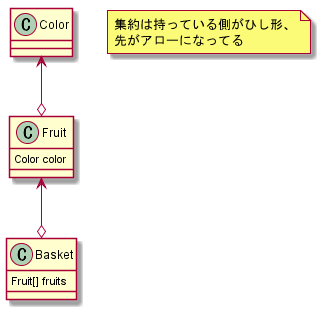 C Color
集約は持っている側がひし形、
先がアローになってる
C Fruit
Color color
C Basket
Fruit[] fruits